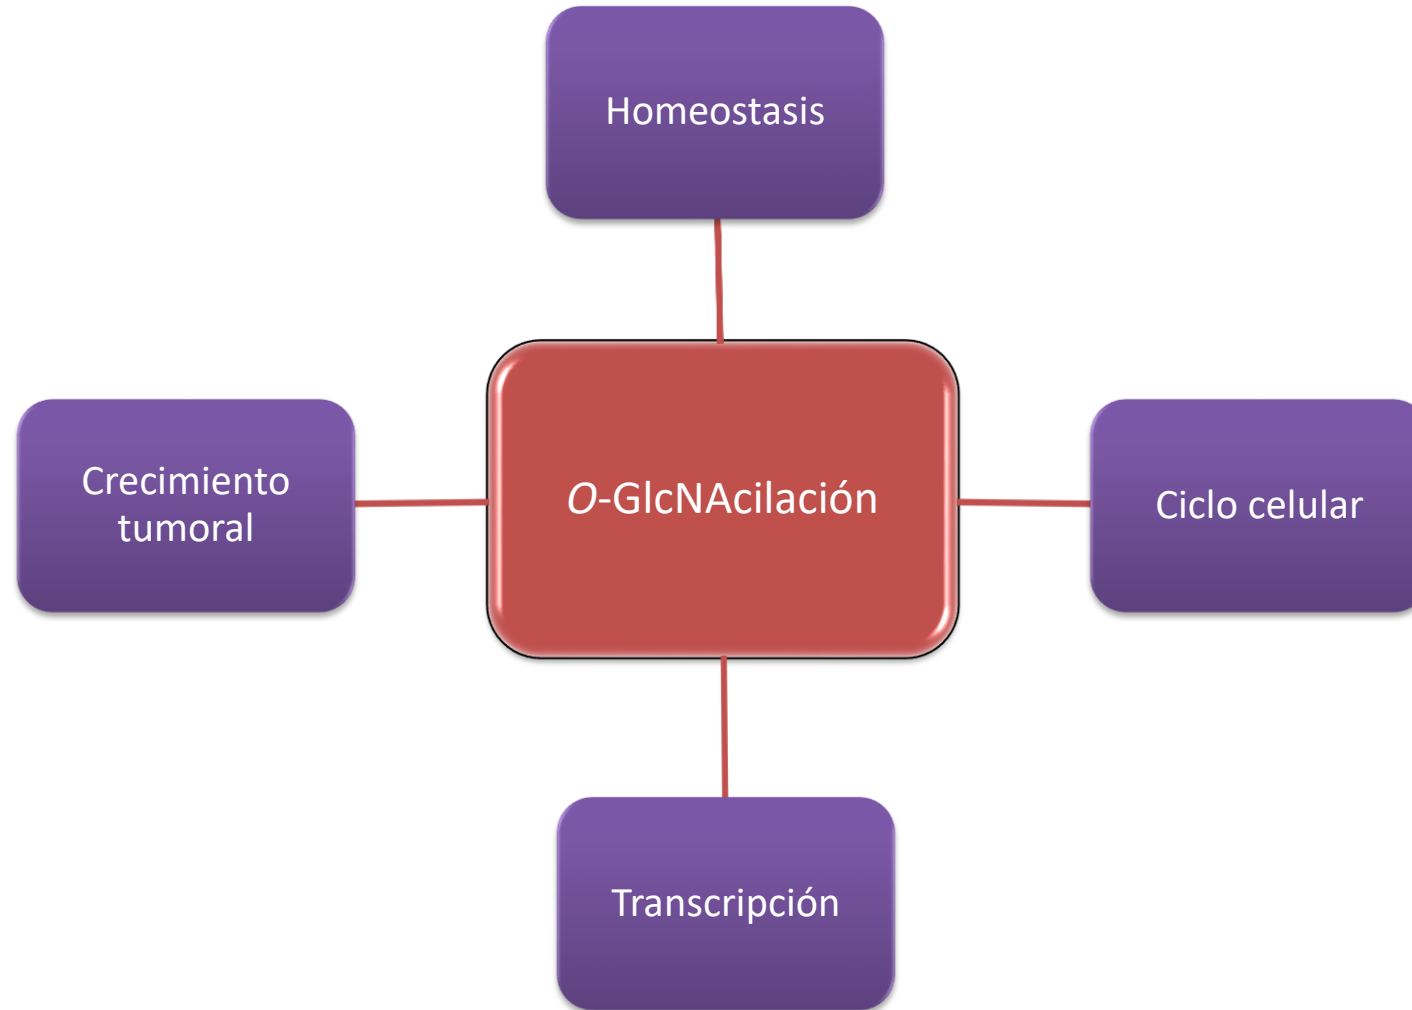 Homeostasis
Crecimiento
tumoral
O-GlcNAcilación
Ciclo celular
Transcripción